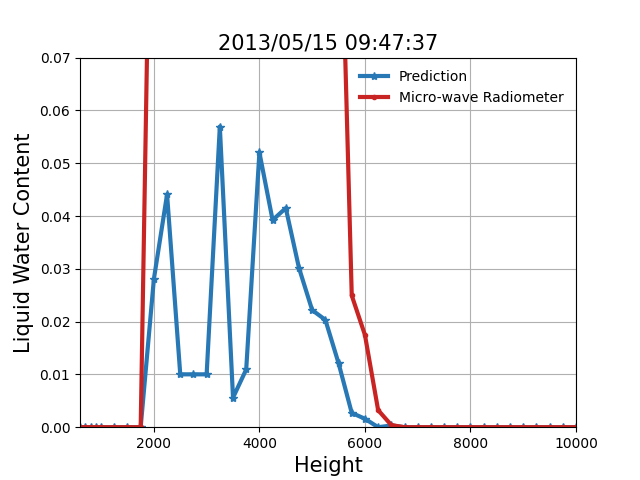 2013/05/15 09:47:37
Prediction
Micro-wave Radiometer
Liquid Water Content
0.07
0.06
0.05
0.04
0.03
0.02
0.01
0.00
2000 4000 6000 8000 10000
Height